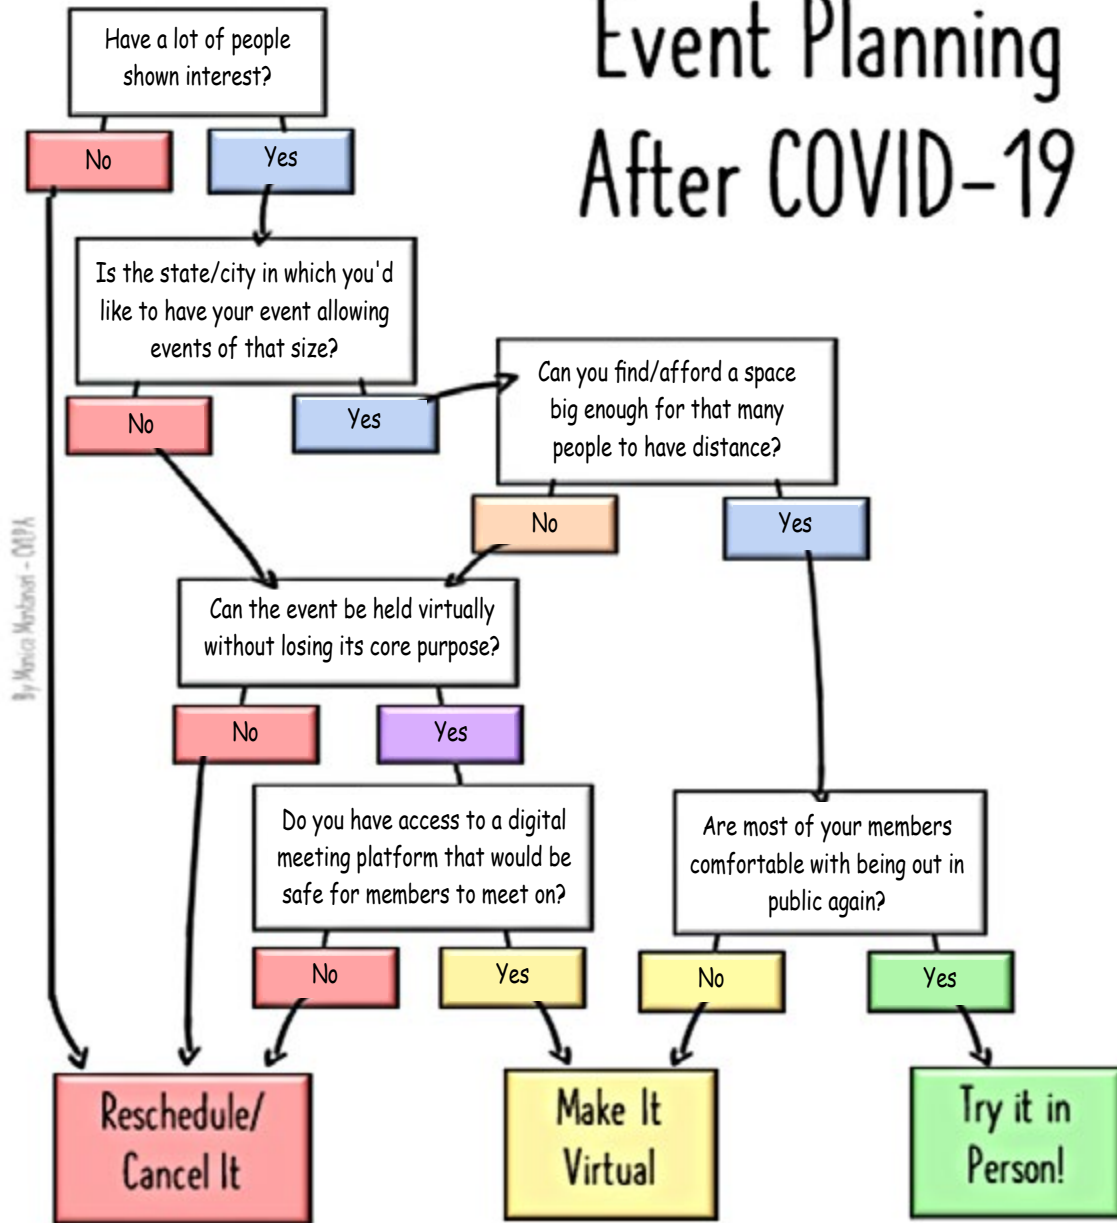 Event Planning
After COVID-19
Have a lot of people
shown interest?
No
Yes
Is the state/city in which you'd
like to have your event allowing
events of that size?
No
Yes
Can you find/afford a space
big enough for that many
people to have distance?
No
Yes
Can the event be held virtually
without losing its core purpose?
No
Yes
Do you have access to a digital
meeting platform that would be
safe for members to meet on?
No
Yes
Are most of your members
comfortable with being out in
public again?
No
Yes
Reschedule/
Cancel It
Make It
Virtual
Try it in
Person!
By Monica Montanari - CVLPA